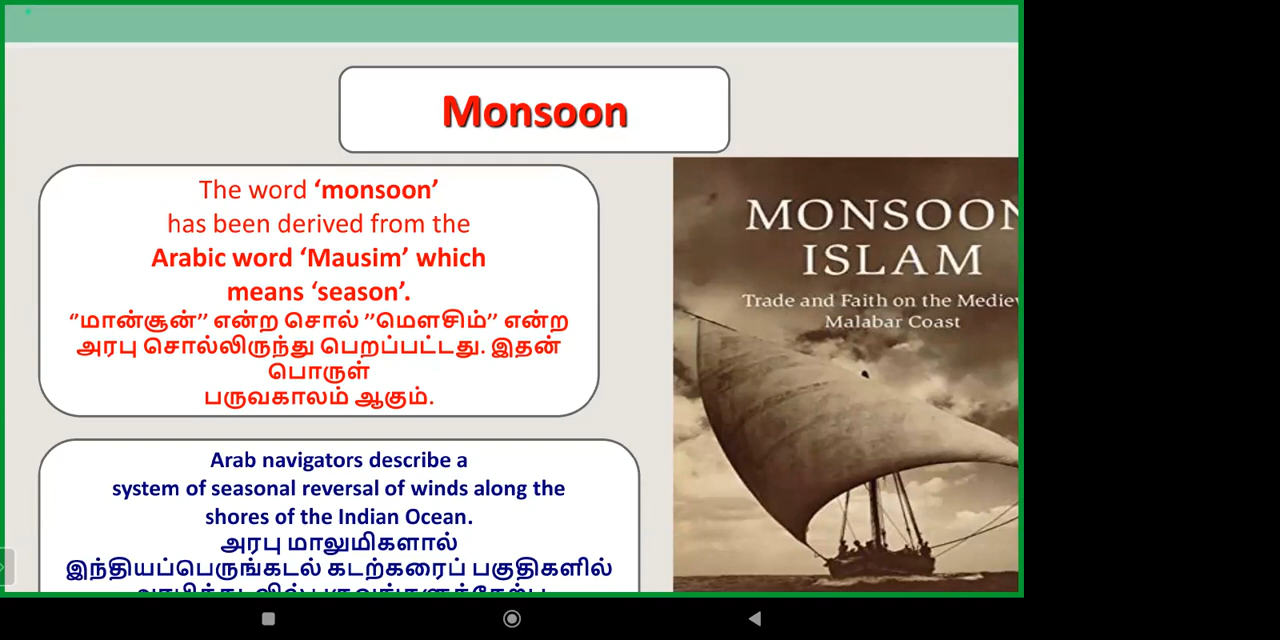 Monsoon
The word ‘monsoon’
has been derived from the
Arabic word ‘Mausim’ which
means ‘season’.
“மான்சூன்” என்ற சொல் ”மௌசிம்” என்ற
அரபு சொல்லிருந்து பெறப்பட்டது. இதன்
பொருள்
பருவகாலம் ஆகும்.
Arab navigators describe a
system of seasonal reversal of winds along the
shores of the Indian Ocean.
அரபு மாலுமிகளால்
இந்தியப்பெருங்கடல் கடற்கரைப் பகுதிகளில்
MONSOON
ISLAM
Trade and Faith on the Mediev
Malabar Coast